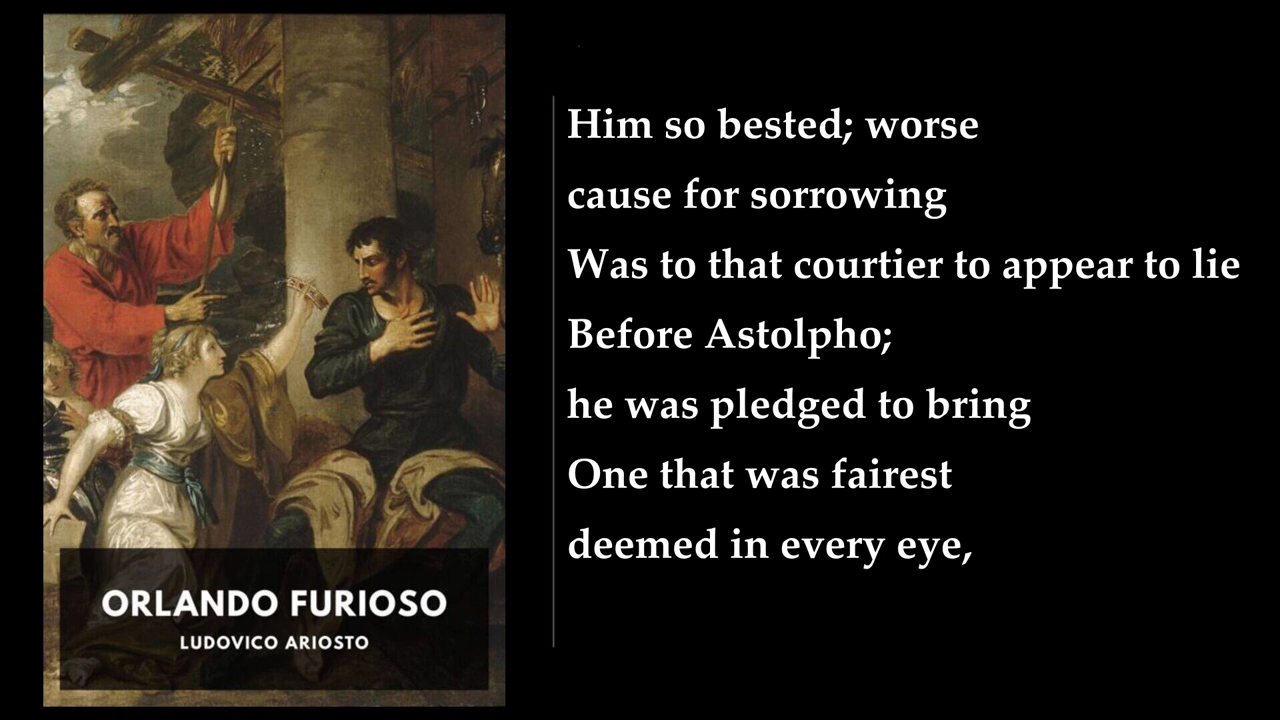 ORLANDO FURIOSO
LUDOVICO ARIOSTO
Him so bested; worse
cause for sorrowing
Was to that courtier to appear to lie
Before Astolpho;
he was pledged to bring
One that was fairest
deemed in every eye,